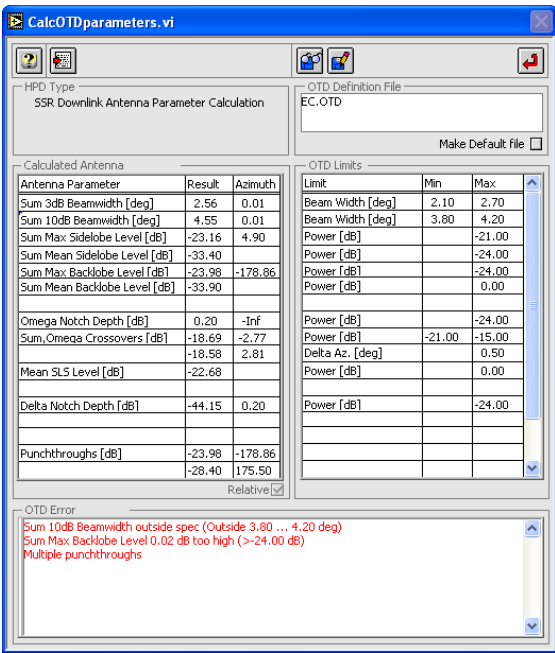 CalcOTDparameters.vi
HPD Type
SSR Downlink Antenna Parameter Calculation
OTD Definition File
EC.OTD
Make Default file
Calculated Antenna
Antenna Parameter Result Azimuth
Sum 3dB Beamwidth [deg] 2.56 0.01
Sum 10dB Beamwidth [deg] 4.55 0.01
Sum Max Sidelobe Level [dB] -23.16 4.90
Sum Mean Sidelobe Level [dB] -33.40
Sum Max Backlobe Level [dB] -23.98 -178.86
Sum Mean Backlobe Level [dB] -33.90
Omega Notch Depth [dB] 0.20 -Inf
Sum,Omega Crossovers [dB] -18.69 -2.77
-18.58 2.81
Mean SLS Level [dB] -22.68
Delta Notch Depth [dB] -44.15 0.20
Punchthroughs [dB] -23.98 -178.86
-28.40 175.50
Relative
OTD Limits
Limit Min Max
Beam Width [deg] 2.10 2.70
Beam Width [deg] 3.80 4.20
Power [dB] -21.00
Power [dB] -24.00
Power [dB] -24.00
Power [dB] 0.00
Power [dB] -24.00
Power [dB] -21.00 -15.00
Delta Az. [deg] 0.50
Power [dB] 0.00
Power [dB] -24.00
OTD Error
Sum 10dB Beamwidth outside spec (Outside 3.80 ... 4.20 deg)
Sum Max Backlobe Level 0.02 dB too high (>-24.00 dB)
Multiple punchthroughs